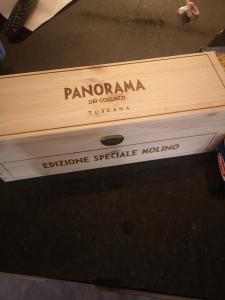 PANORAMA
DEI COLLAZZI
TOSCANA
EDIZIONE SPECIALE MOLINO